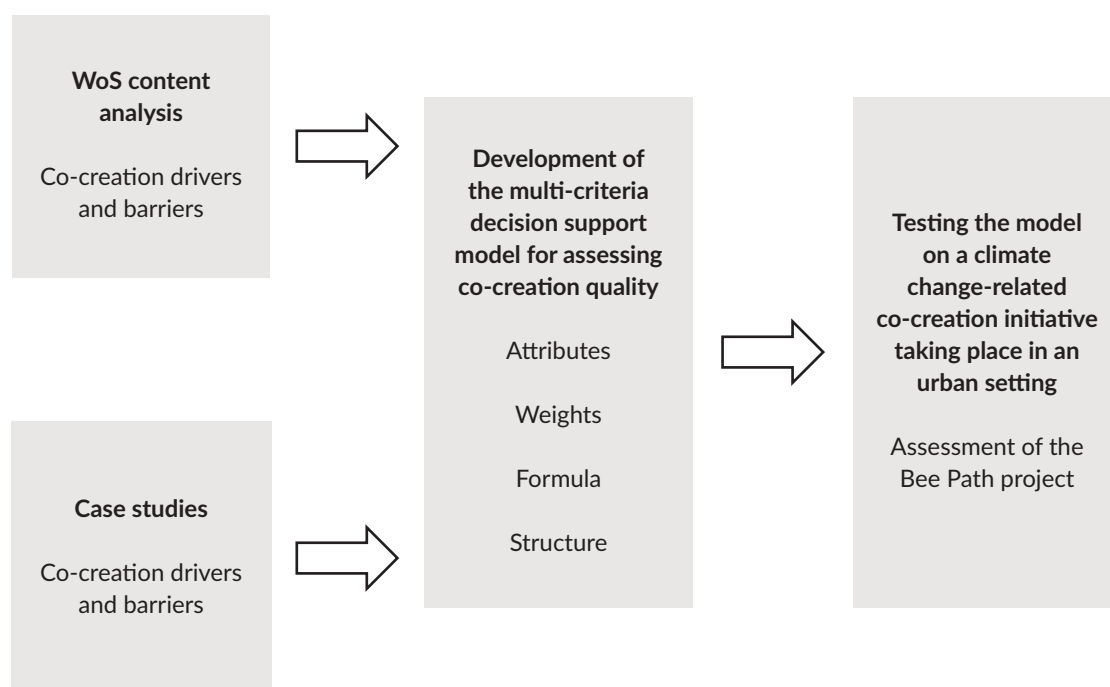 WoS content
analysis
Co-creation drivers
and barriers
Case studies
Co-creation drivers
and barriers
Development of
the multi-criteria
decision support
model for assessing
co-creation quality
Attributes
Weights
Formula
Structure
Testing the model
on a climate
change-related
co-creation initiative
taking place in an
urban setting
Assessment of the
Bee Path project